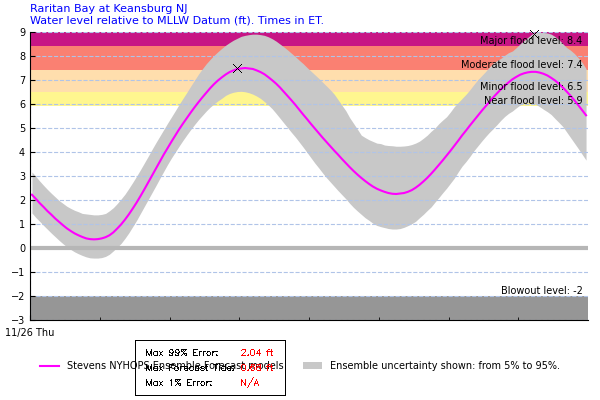 Raritan Bay at Keansburg NJ
Water level relative to MLLW Datum (ft). Times in ET.
9
8
7
6
5
4
3
2
1
0
−1
−2
−3
Major flood level: 8.4
Moderate flood level: 7.4
Minor flood level: 6.5
Near flood level: 5.9
Blowout level: -2
11/26 Thu
Max 99% Error: 2.04 ft
Stevens NYHOPS Ensemble Forecast models
Max Forecast Tide:
Ensemble uncertainty shown: from 5% to 95%.
Max 1% Error: N/A